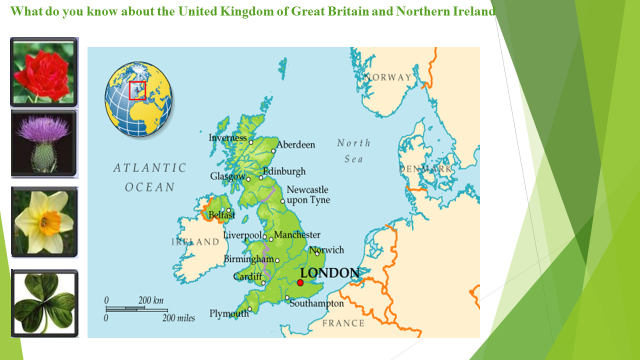 What do you know about the United Kingdom of Great Britain and Northern Ireland
NORWAY
Inverness
Aberdeen
North
Sea
ATLANTIC
OCEAN
DENMARK
Glasgow
Edinburgh
Newcastle
upon Tyne
Belfast
IRELAND
Liverpool
Manchester
Norwich
Birmingham
Cardiff
LONDON
0 200 km
0 200 miles
Southampton
Plymouth
FRANCE